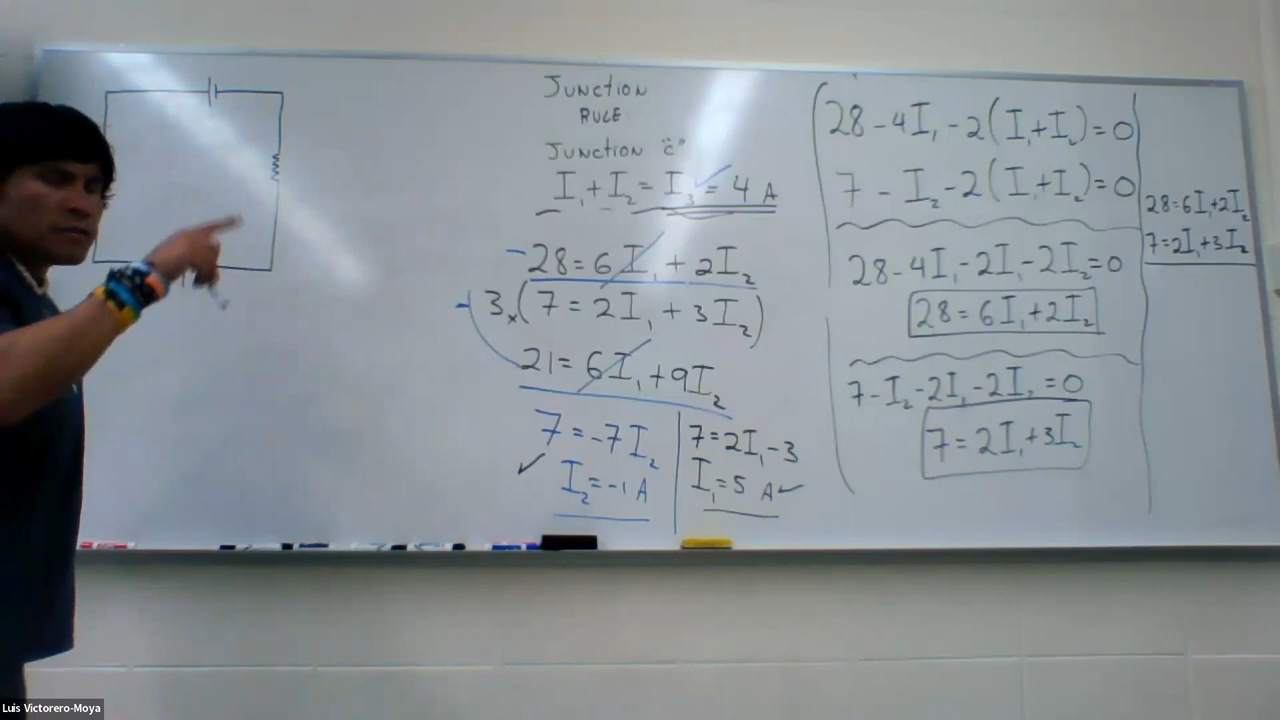 JUNCTION
RULE
JUNCTION "c"
I₁+I₂=I₃=4 A
-28=6I₁+2I₂
-3×(7=2I₁+3I₂)
21=6I₁+9I₂
7=-7I₂
I₂=-1 A
7=2I₁-3
I₁=5 A
28-4I₁-2(I₁+I₂)=0
7-I₂-2(I₁+I₂)=0
28-4I₁-2I₁-2I₂=0
28=6I₁+2I₂
7-I₂-2I₁-2I₂=0
7=2I₁+3I₂
28=6I₁+2I₂
7=2I₁+3I₂
Luis Victorero-Moya